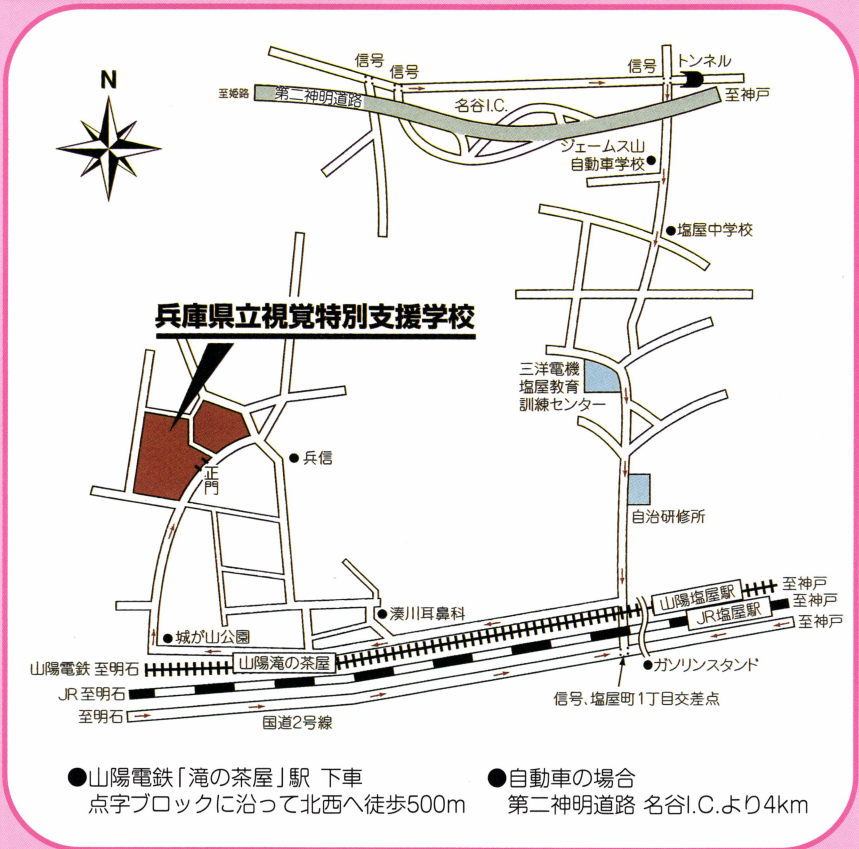 N
信号
信号
信号
トンネル
至姫路
第二神明道路
名谷I.C.
至神戸
ジェームス山
自動車学校
塩屋中学校
兵庫県立視覚特別支援学校
三洋電機
塩屋教育
訓練センター
兵信
正門
自治研修所
湊川耳鼻科
城が山公園
山陽塩屋駅
至神戸
JR塩屋駅
至神戸
至神戸
山陽電鉄 至明石
山陽滝の茶屋
ガソリンスタンド
JR至明石
至明石
国道2号線
信号、塩屋町1丁目交差点
●山陽電鉄「滝の茶屋」駅 下車
点字ブロックに沿って北西へ徒歩500m
●自動車の場合
第二神明道路 名谷I.C.より4km